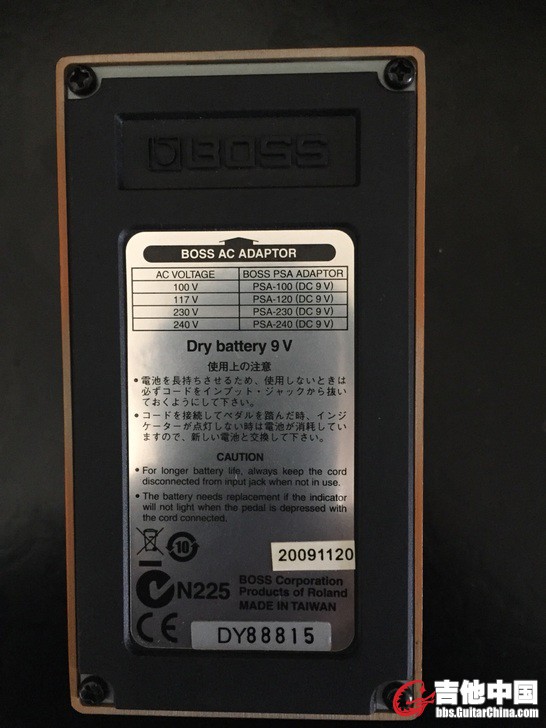 BOSS
BOSS AC ADAPTOR
AC VOLTAGE BOSS PSA ADAPTOR
100 V PSA-100 (DC 9 V)
117 V PSA-120 (DC 9 V)
230 V PSA-230 (DC 9 V)
240 V PSA-240 (DC 9 V)
Dry battery 9 V
使用上の注意
• 電池を長持ちさせるため、使用しないときは
必ずコードをインプット・ジャックから抜い
ておくようにして下さい。
• コードを接続してペダルを踏んだ時、インジ
ケーターが点灯しない時は電池が消耗してい
ますので、新しい電池と交換して下さい。
CAUTION
• For longer battery life, always keep the cord
disconnected from input jack when not in use.
• The battery needs replacement if the indicator
will not light when the pedal is depressed with
the cord connected.
10
20091120
N225
BOSS Corporation
Products of Roland
MADE IN TAIWAN
CE
DY88815
吉他中国
bbs.GuitarChina.com